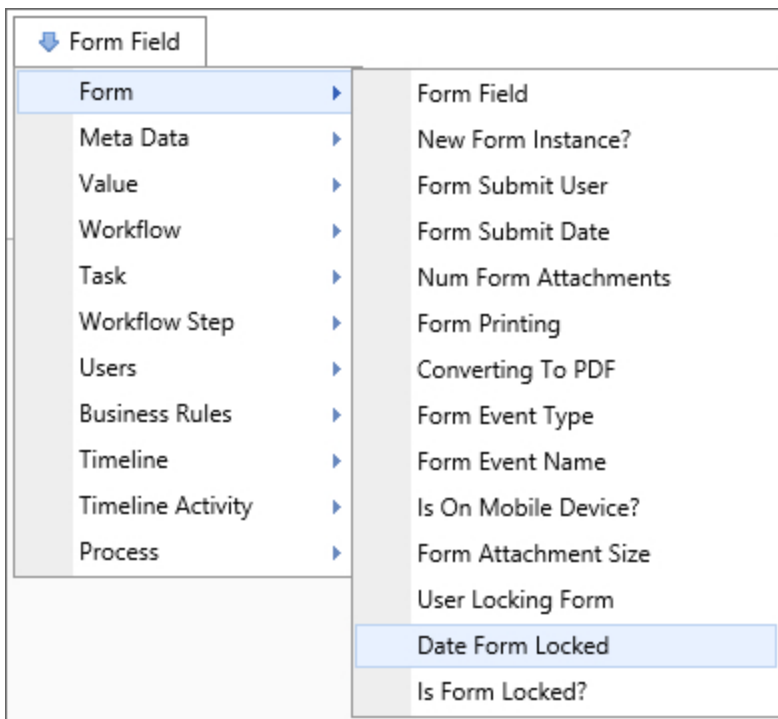 Form Field
Form
Meta Data
Value
Workflow
Task
Workflow Step
Users
Business Rules
Timeline
Timeline Activity
Process
Form Field
New Form Instance?
Form Submit User
Form Submit Date
Num Form Attachments
Form Printing
Converting To PDF
Form Event Type
Form Event Name
Is On Mobile Device?
Form Attachment Size
User Locking Form
Date Form Locked
Is Form Locked?